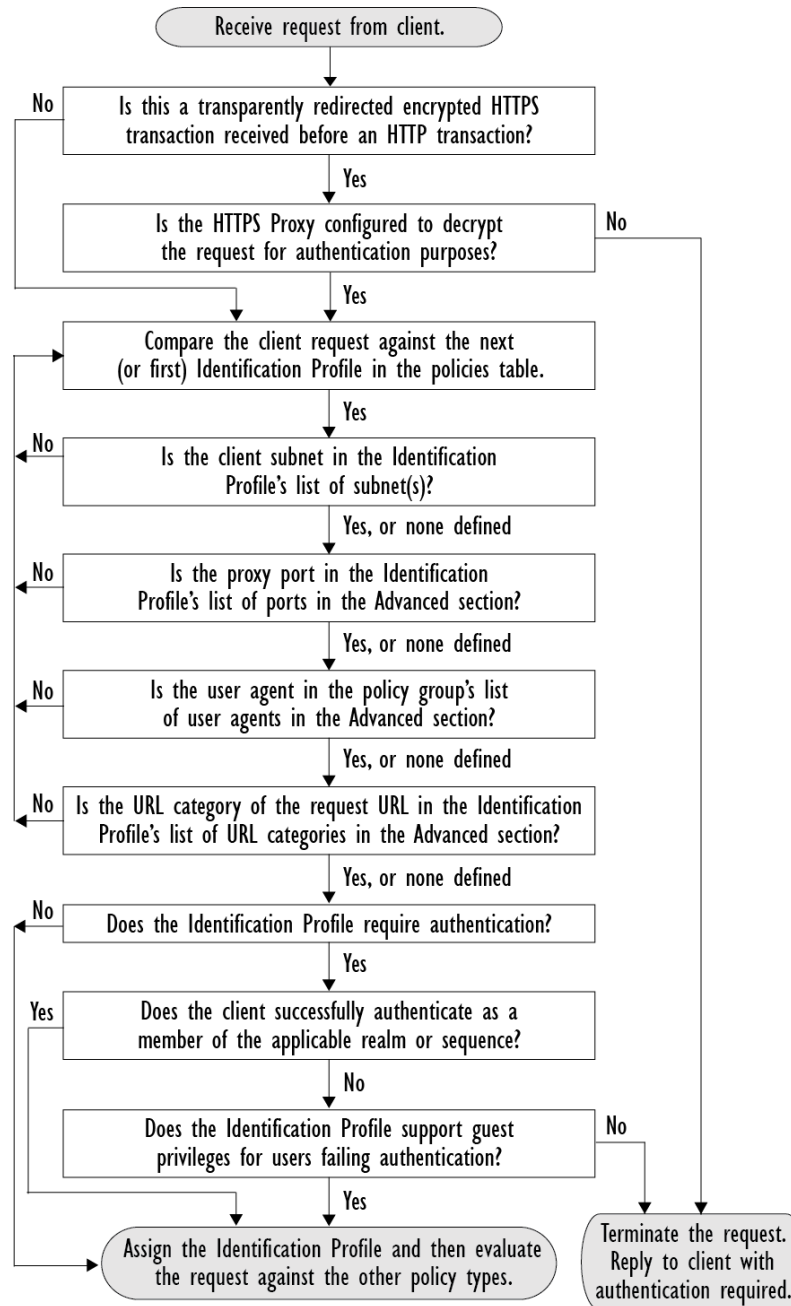 Receive request from client.
No
Is this a transparently redirected encrypted HTTPS
transaction received before an HTTP transaction?
Yes
Is the HTTPS Proxy configured to decrypt
the request for authentication purposes?
No
Yes
Compare the client request against the next
(or first) Identification Profile in the policies table.
Yes
No
Is the client subnet in the Identification
Profile's list of subnet(s)?
Yes, or none defined
No
Is the proxy port in the Identification
Profile's list of ports in the Advanced section?
Yes, or none defined
No
Is the user agent in the policy group's list
of user agents in the Advanced section?
Yes, or none defined
No
Is the URL category of the request URL in the Identification
Profile's list of URL categories in the Advanced section?
Yes, or none defined
No
Does the Identification Profile require authentication?
Yes
Yes
Does the client successfully authenticate as a
member of the applicable realm or sequence?
No
Does the Identification Profile support guest
privileges for users failing authentication?
No
Yes
Assign the Identification Profile and then evaluate
the request against the other policy types.
Terminate the request.
Reply to client with
authentication required.